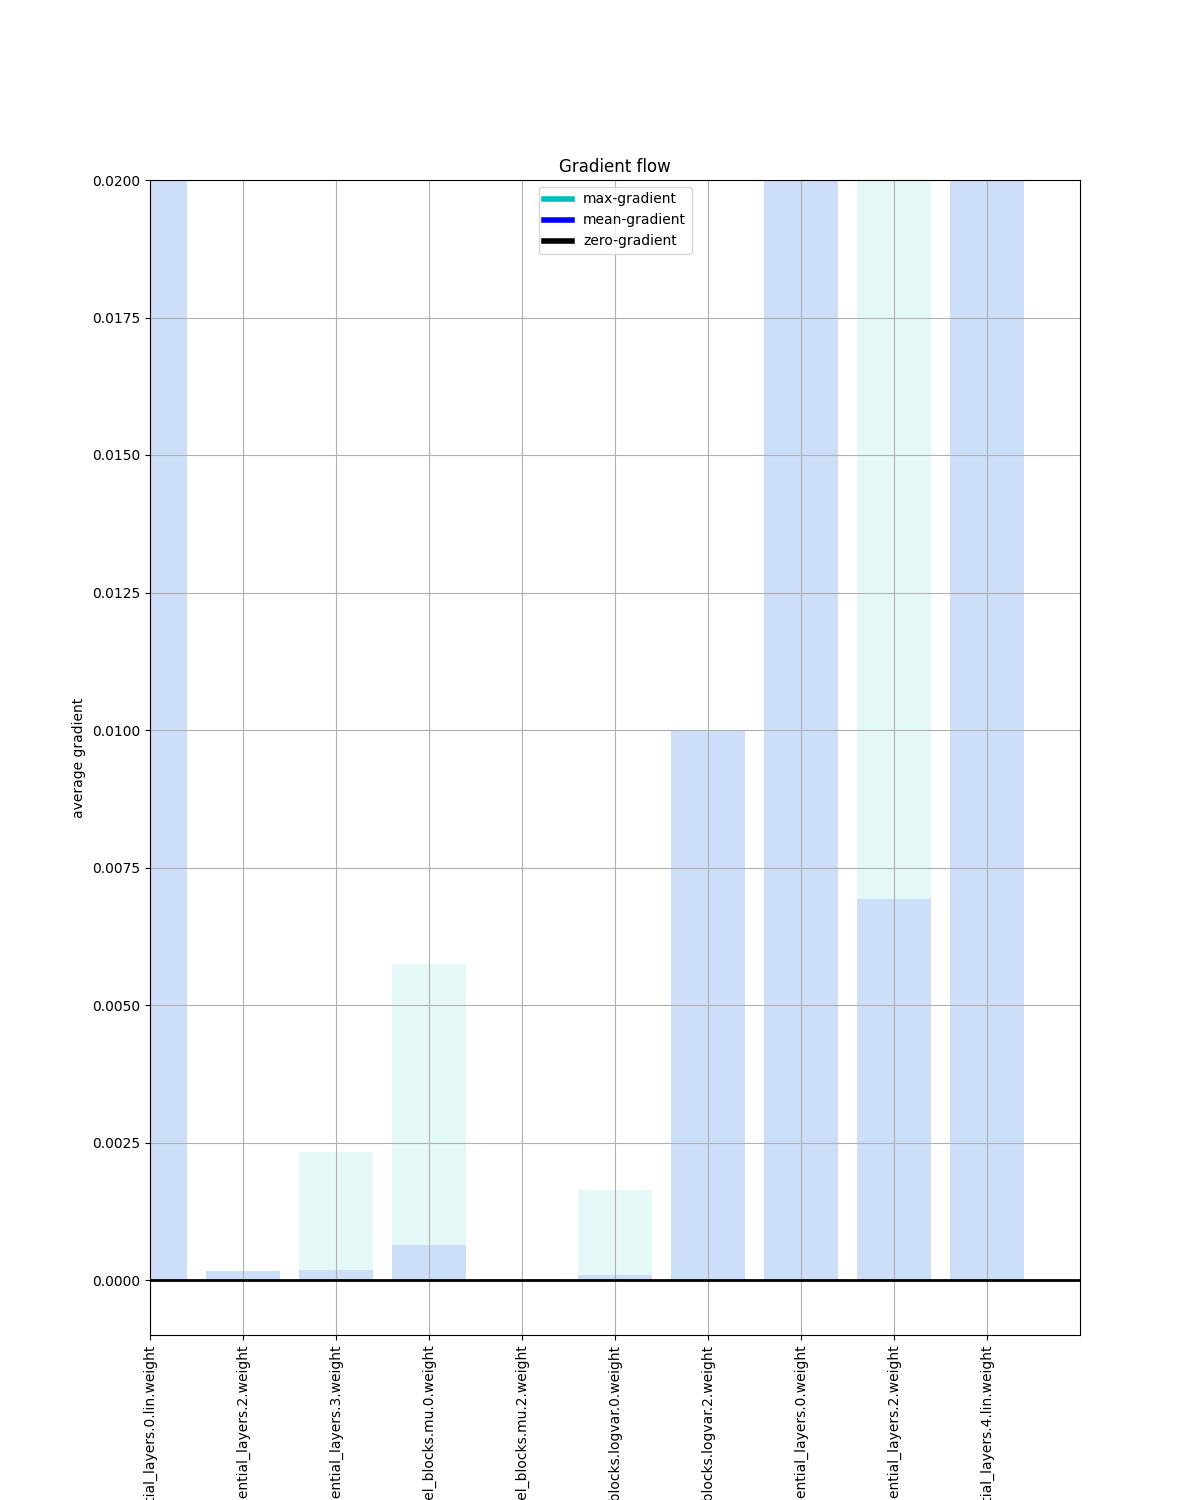 Gradient flow
max-gradient
mean-gradient
zero-gradient
average gradient
0.0200
0.0175
0.0150
0.0125
0.0100
0.0075
0.0050
0.0025
0.0000
tial_layers.0.lin.weight
ential_layers.2.weight
ential_layers.3.weight
el_blocks.mu.0.weight
el_blocks.mu.2.weight
blocks.logvar.0.weight
blocks.logvar.2.weight
ential_layers.0.weight
ential_layers.2.weight
tial_layers.4.lin.weight